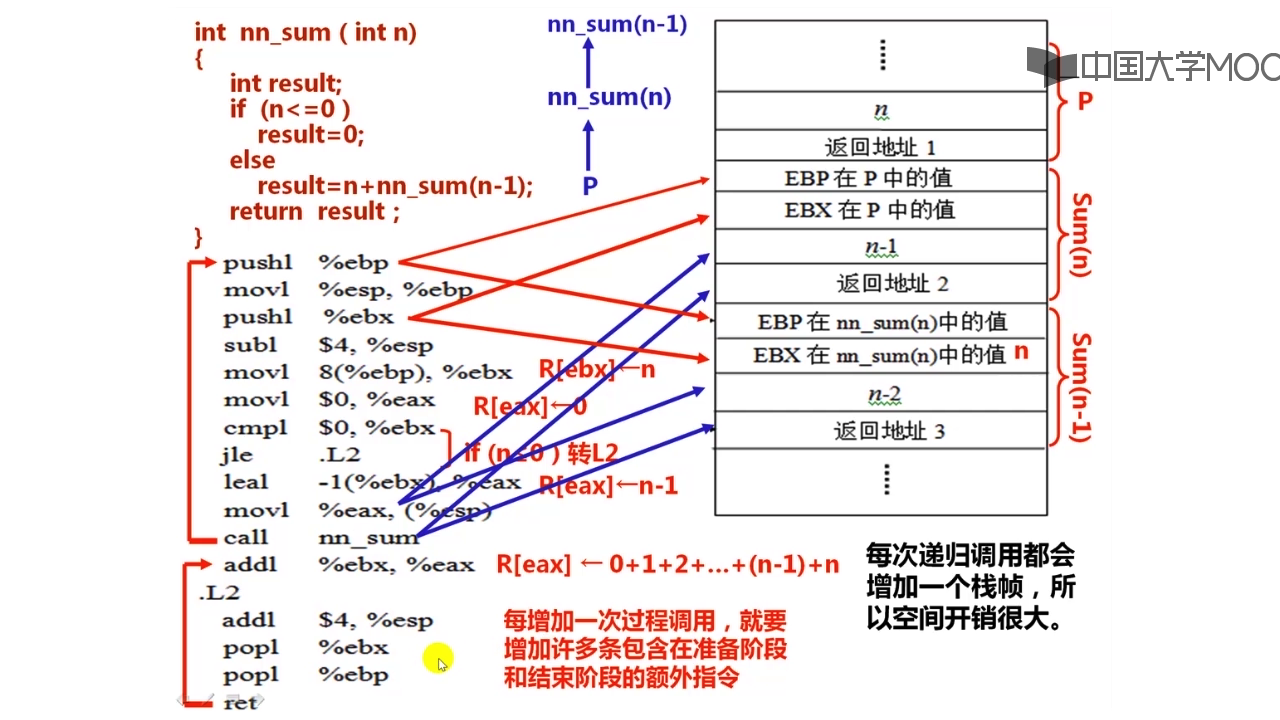 int nn_sum ( int n)
{
int result;
if (n<=0 )
result=0;
else
result=n+nn_sum(n-1);
return result ;
}
pushl %ebp
movl %esp, %ebp
pushl %ebx
subl $4, %esp
movl 8(%ebp), %ebx
R[ebx]←n
movl $0, %eax
R[eax]←0
cmpl $0, %ebx
jle .L2
if (n≤0 ) 转L2
leal -1(%ebx), %eax
R[eax]←n-1
movl %eax, (%esp)
call nn_sum
addl %ebx, %eax
R[eax] ← 0+1+2+...+(n-1)+n
.L2
addl $4, %esp
popl %ebx
popl %ebp
ret
每增加一次过程调用，就要
增加许多条包含在准备阶段
和结束阶段的额外指令
nn_sum(n-1)
nn_sum(n)
P
n
返回地址 1
EBP 在 P 中的值
EBX 在 P 中的值
n-1
返回地址 2
EBP 在 nn_sum(n)中的值
EBX 在 nn_sum(n)中的值 n
n-2
返回地址 3
P
Sum(n)
Sum(n-1)
每次递归调用都会
增加一个栈帧，所
以空间开销很大。
中国大学MOOC